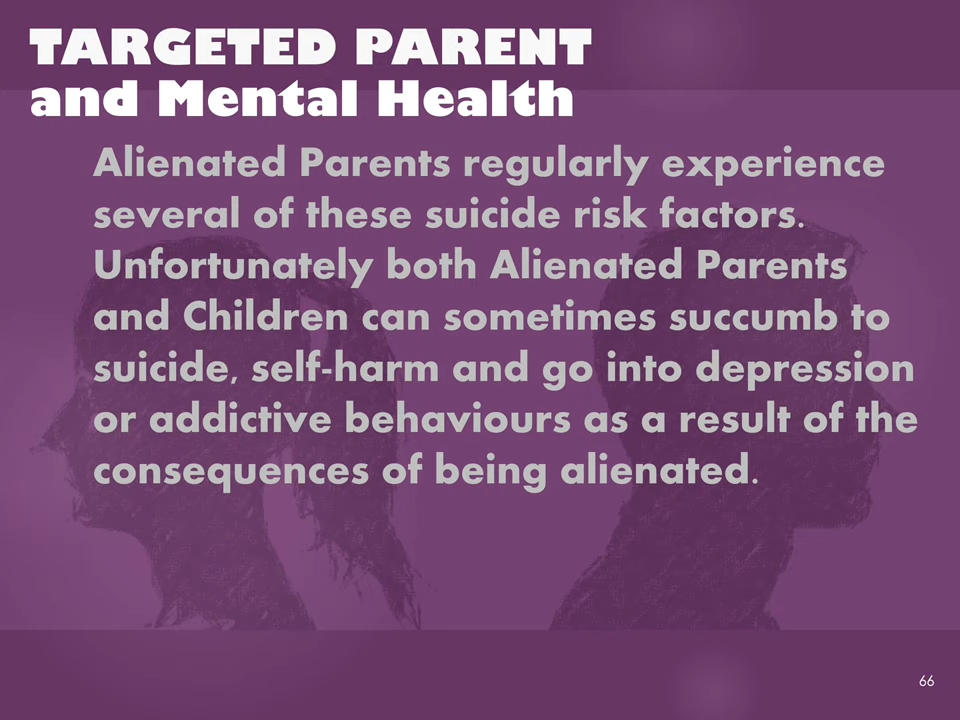 TARGETED PARENT
and Mental Health
Alienated Parents regularly experience
several of these suicide risk factors.
Unfortunately both Alienated Parents
and Children can sometimes succumb to
suicide, self-harm and go into depression
or addictive behaviours as a result of the
consequences of being alienated.
66